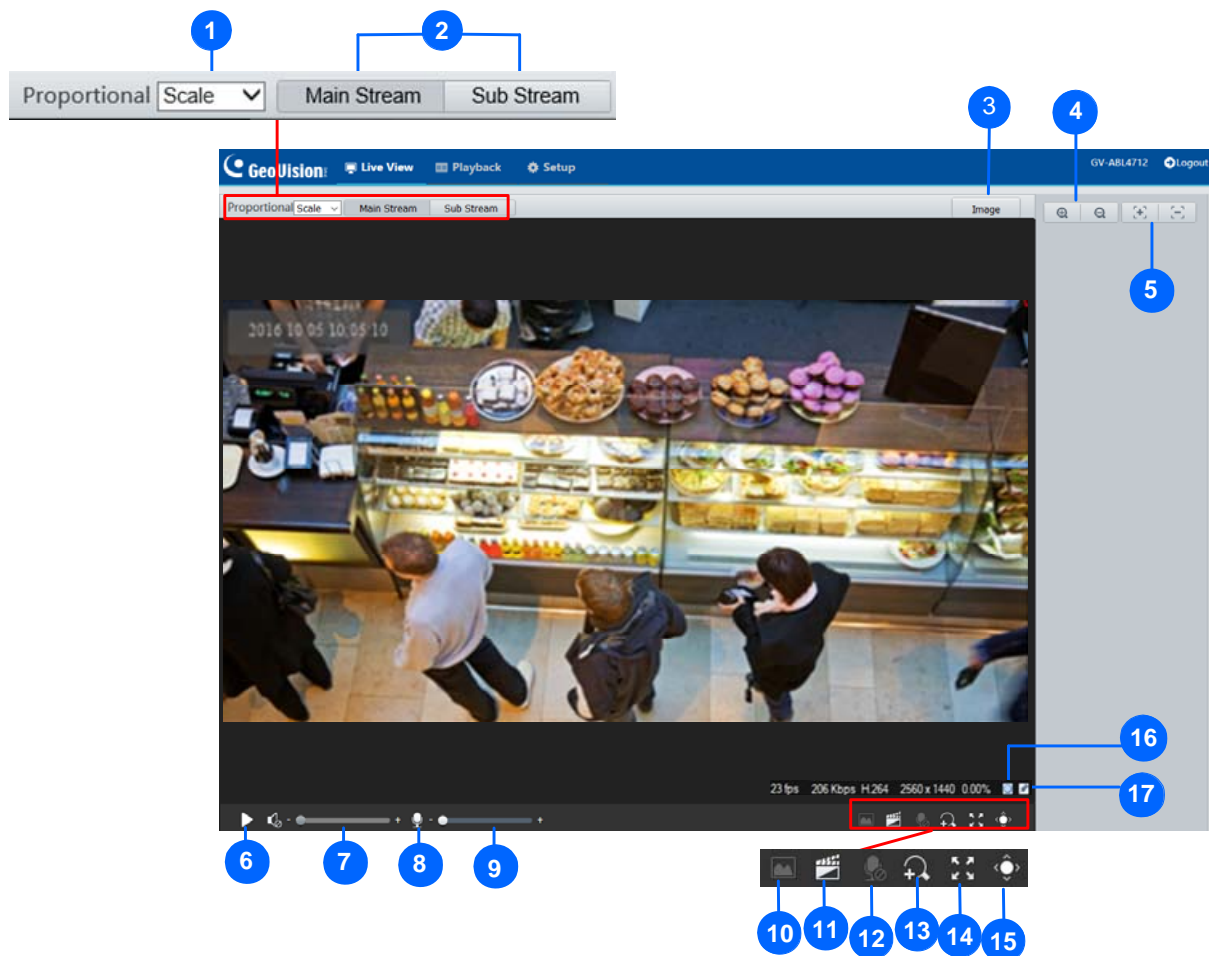 1 2
Proportional Scale Main Stream Sub Stream
3 4
GeoVision Live View Playback Setup GV-ABL4712 Logout
Proportional Scale Main Stream Sub Stream Image
5
2016 10 05 10:05:10
16
23 fps 206 Kbps H.264 2560 x 1440 0.00%
17
- + - +
6 7 8 9
10 11 12 13 14 15